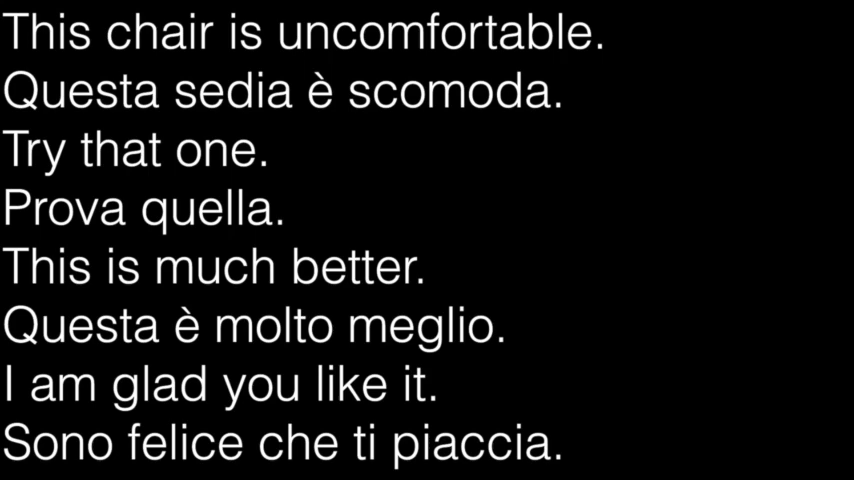 This chair is uncomfortable.
Questa sedia è scomoda.
Try that one.
Prova quella.
This is much better.
Questa è molto meglio.
I am glad you like it.
Sono felice che ti piaccia.